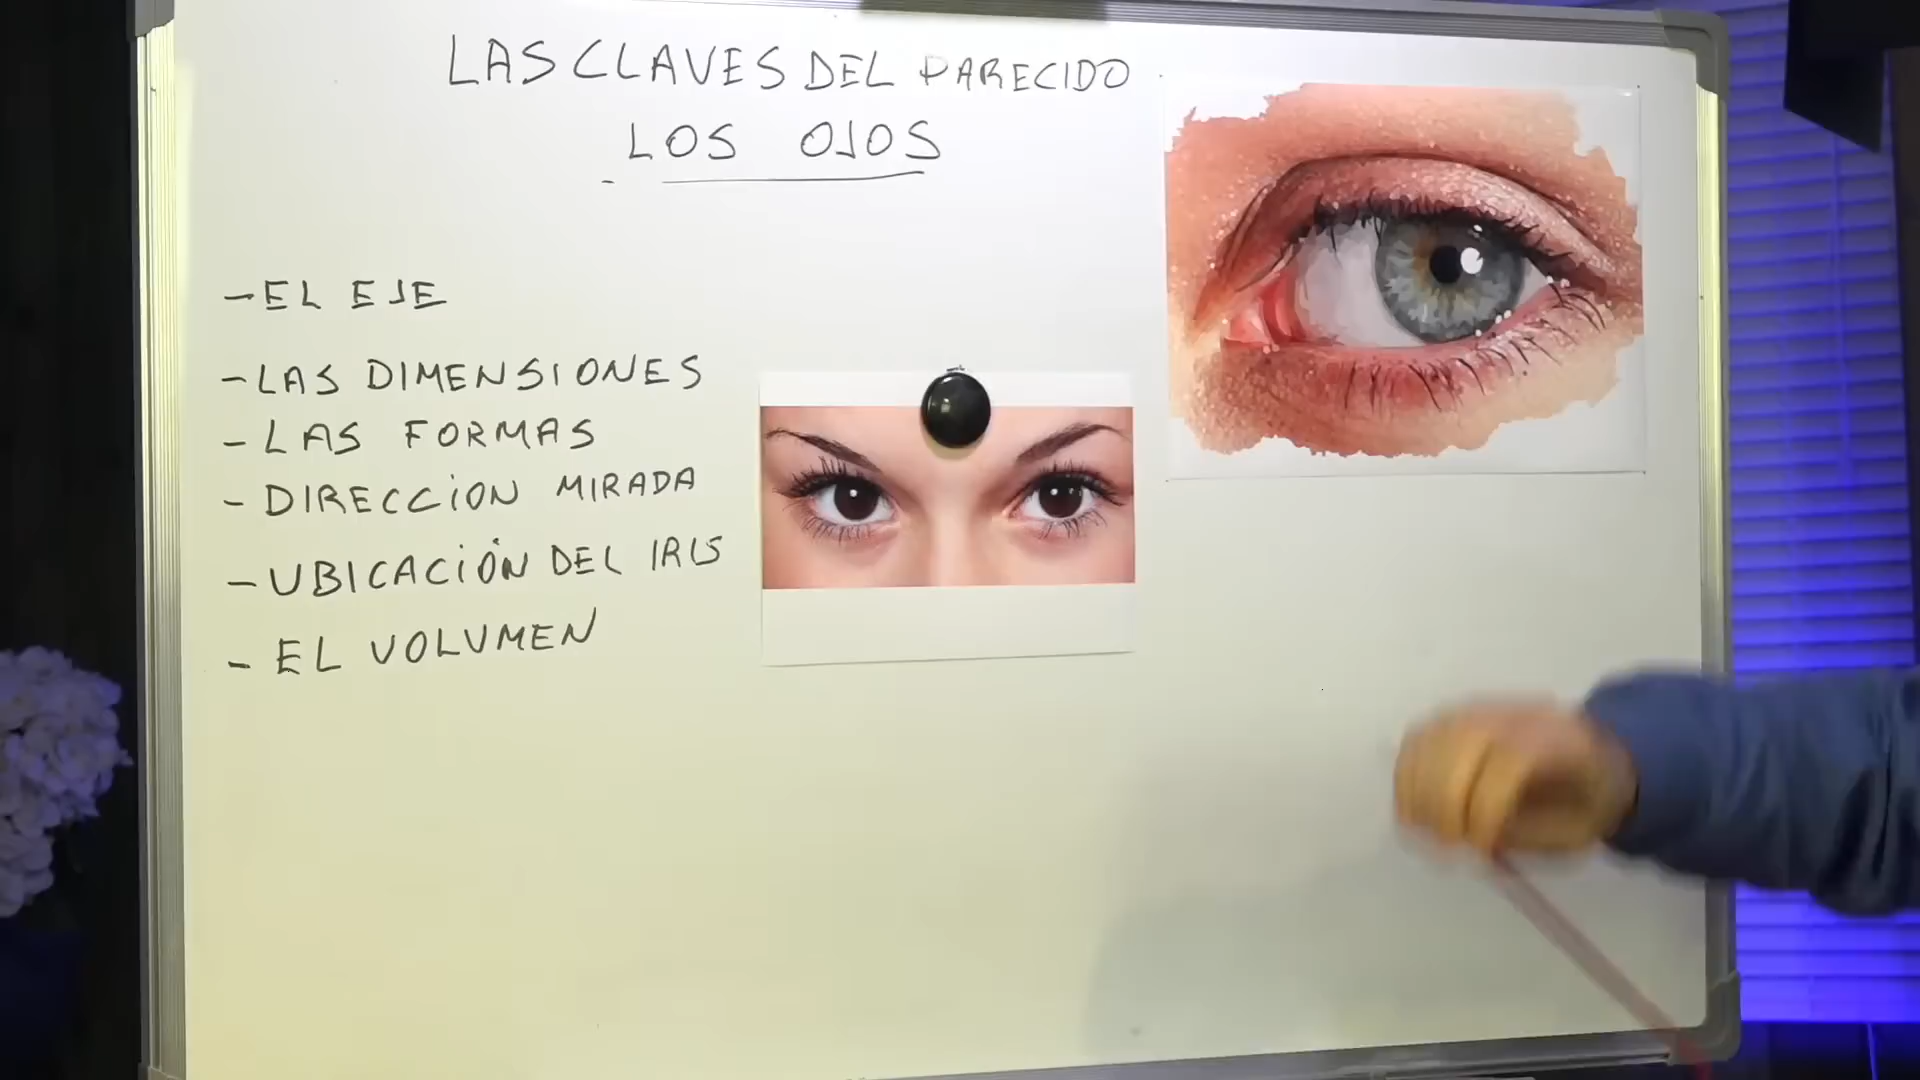 LAS CLAVES DEL PARECIDO
LOS OJOS
- EL EJE
- LAS DIMENSIONES
- LAS FORMAS
- DIRECCION MIRADA
- UBICACIÓN DEL IRIS
- EL VOLUMEN